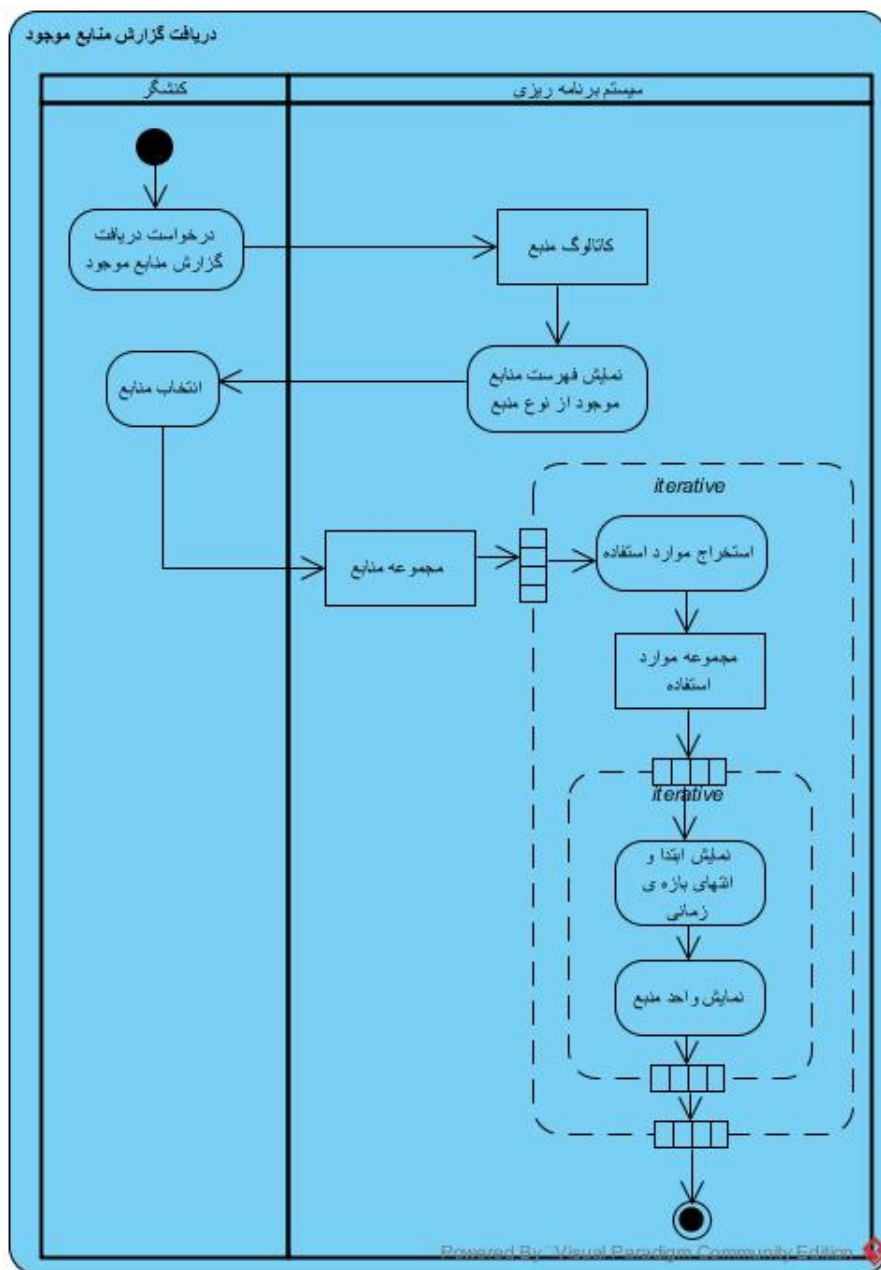 دریافت گزارش منابع موجود
کنشگر
سیستم برنامه ریزی
درخواست دریافت
گزارش منابع موجود
کاتالوگ منبع
نمایش فهرست منابع
موجود از نوع منبع
انتخاب منابع
iterative
استخراج موارد استفاده
مجموعه منابع
مجموعه موارد
استفاده
iterative
نمایش ابتدا و
انتهای بازه ی
زمانی
نمایش واحد منبع
Powered By Visual Paradigm Community Edition